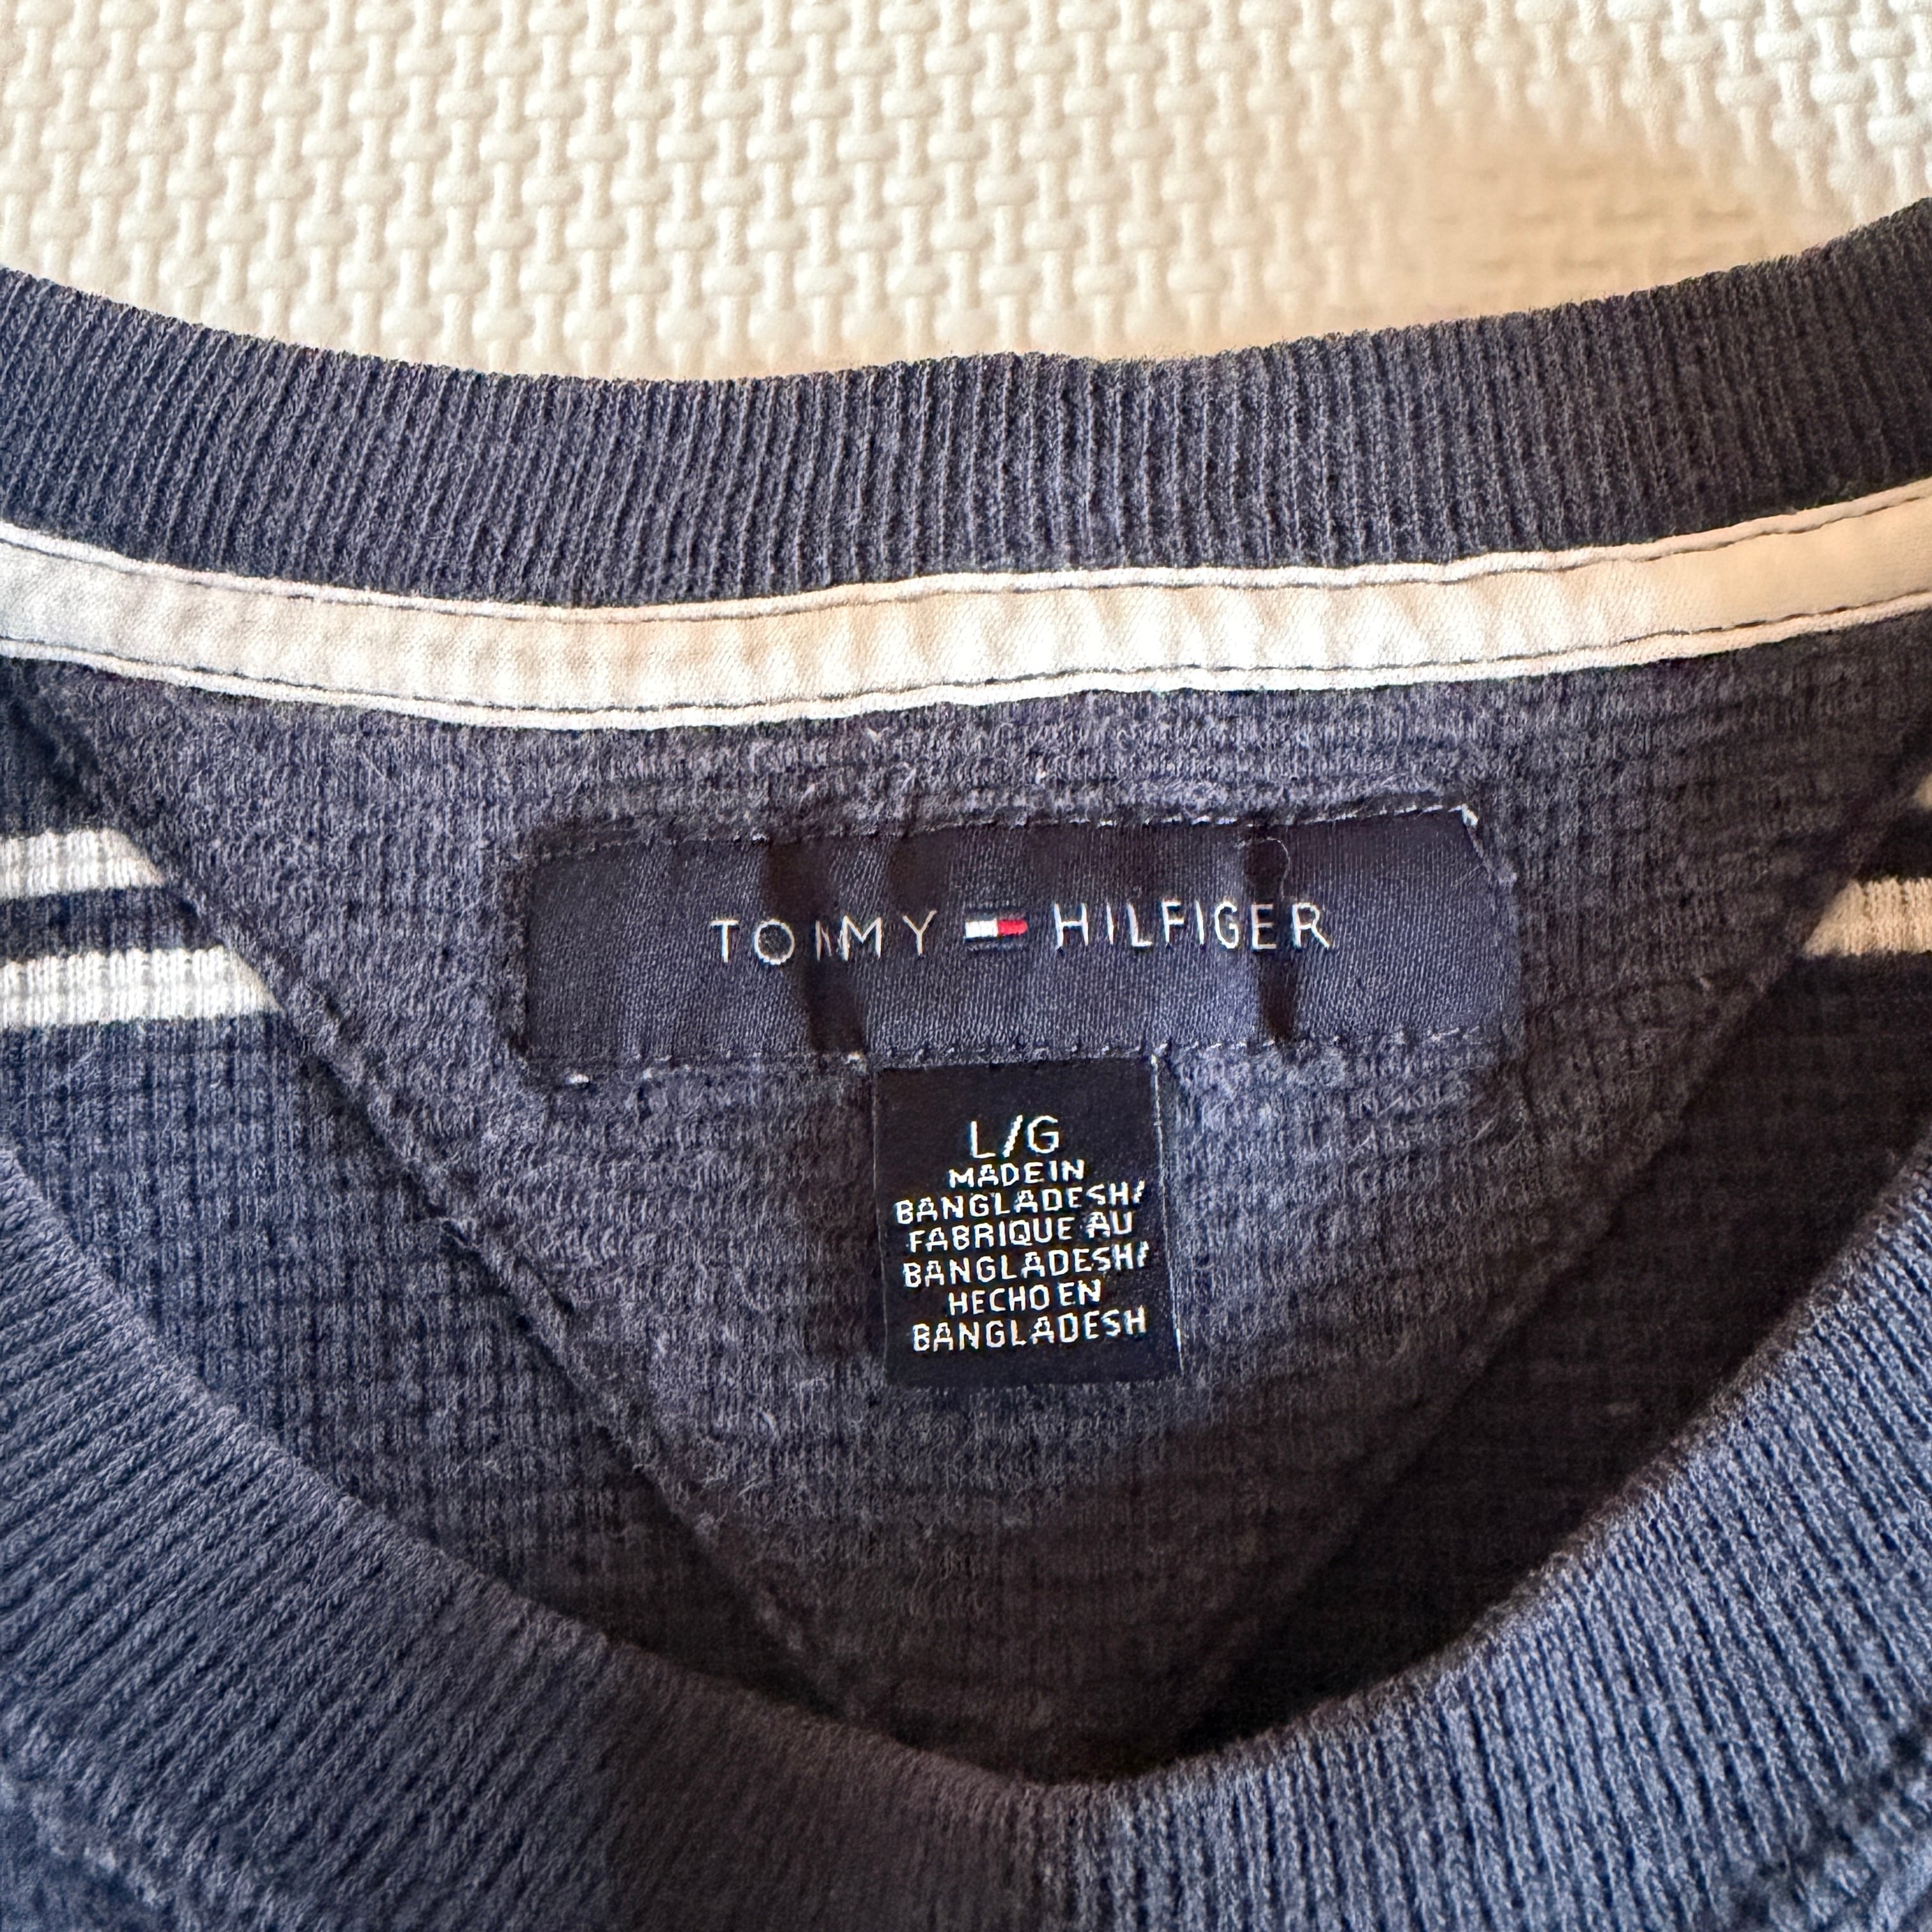 TOMMY HILFIGER
L/G
MADE IN
BANGLADESH/
FABRIQUE AU
BANGLADESH/
HECHO EN
BANGLADESH